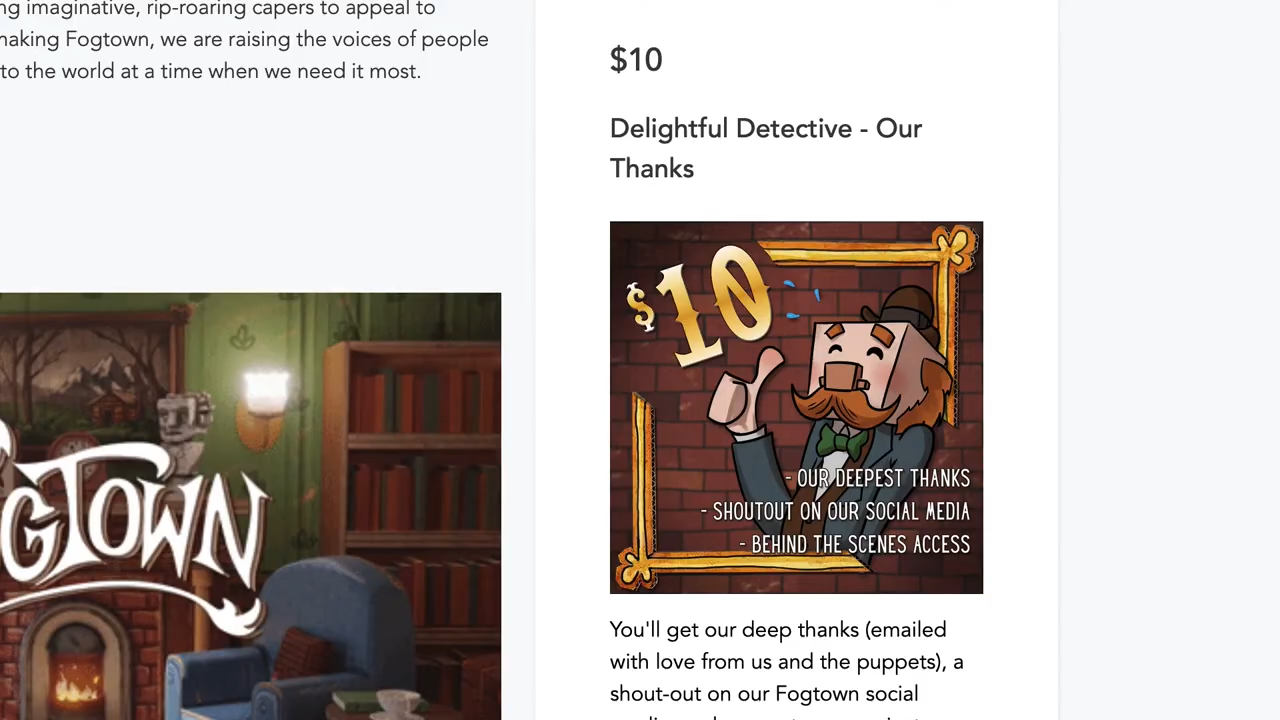 imaginative, rip-roaring capers to appeal to
making Fogtown, we are raising the voices of people
to the world at a time when we need it most.
GTOWN
$10
Delightful Detective - Our
Thanks
$10
- OUR DEEPEST THANKS
- SHOUTOUT ON OUR SOCIAL MEDIA
- BEHIND THE SCENES ACCESS
You'll get our deep thanks (emailed
with love from us and the puppets), a
shout-out on our Fogtown social